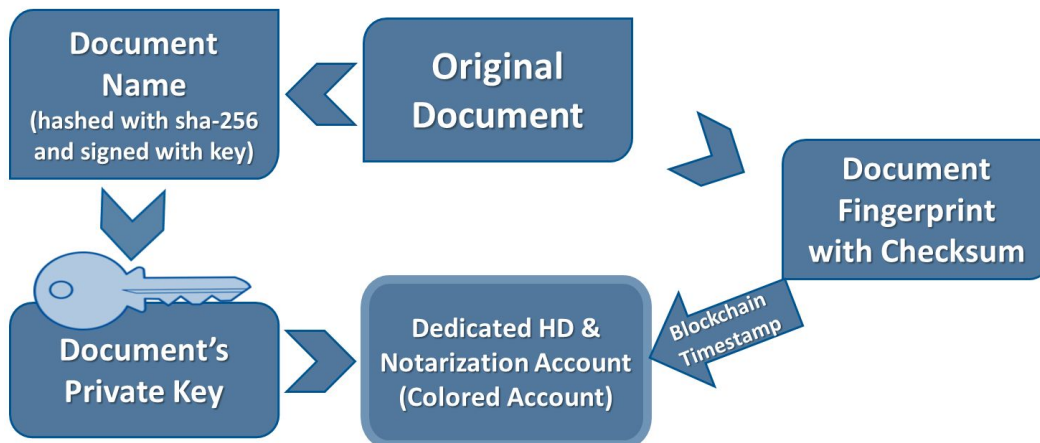 Document
Name
(hashed with sha-256
and signed with key)
Original
Document
Document
Fingerprint
with Checksum
Document’s
Private Key
Dedicated HD &
Notarization Account
(Colored Account)
Blockchain
Timestamp